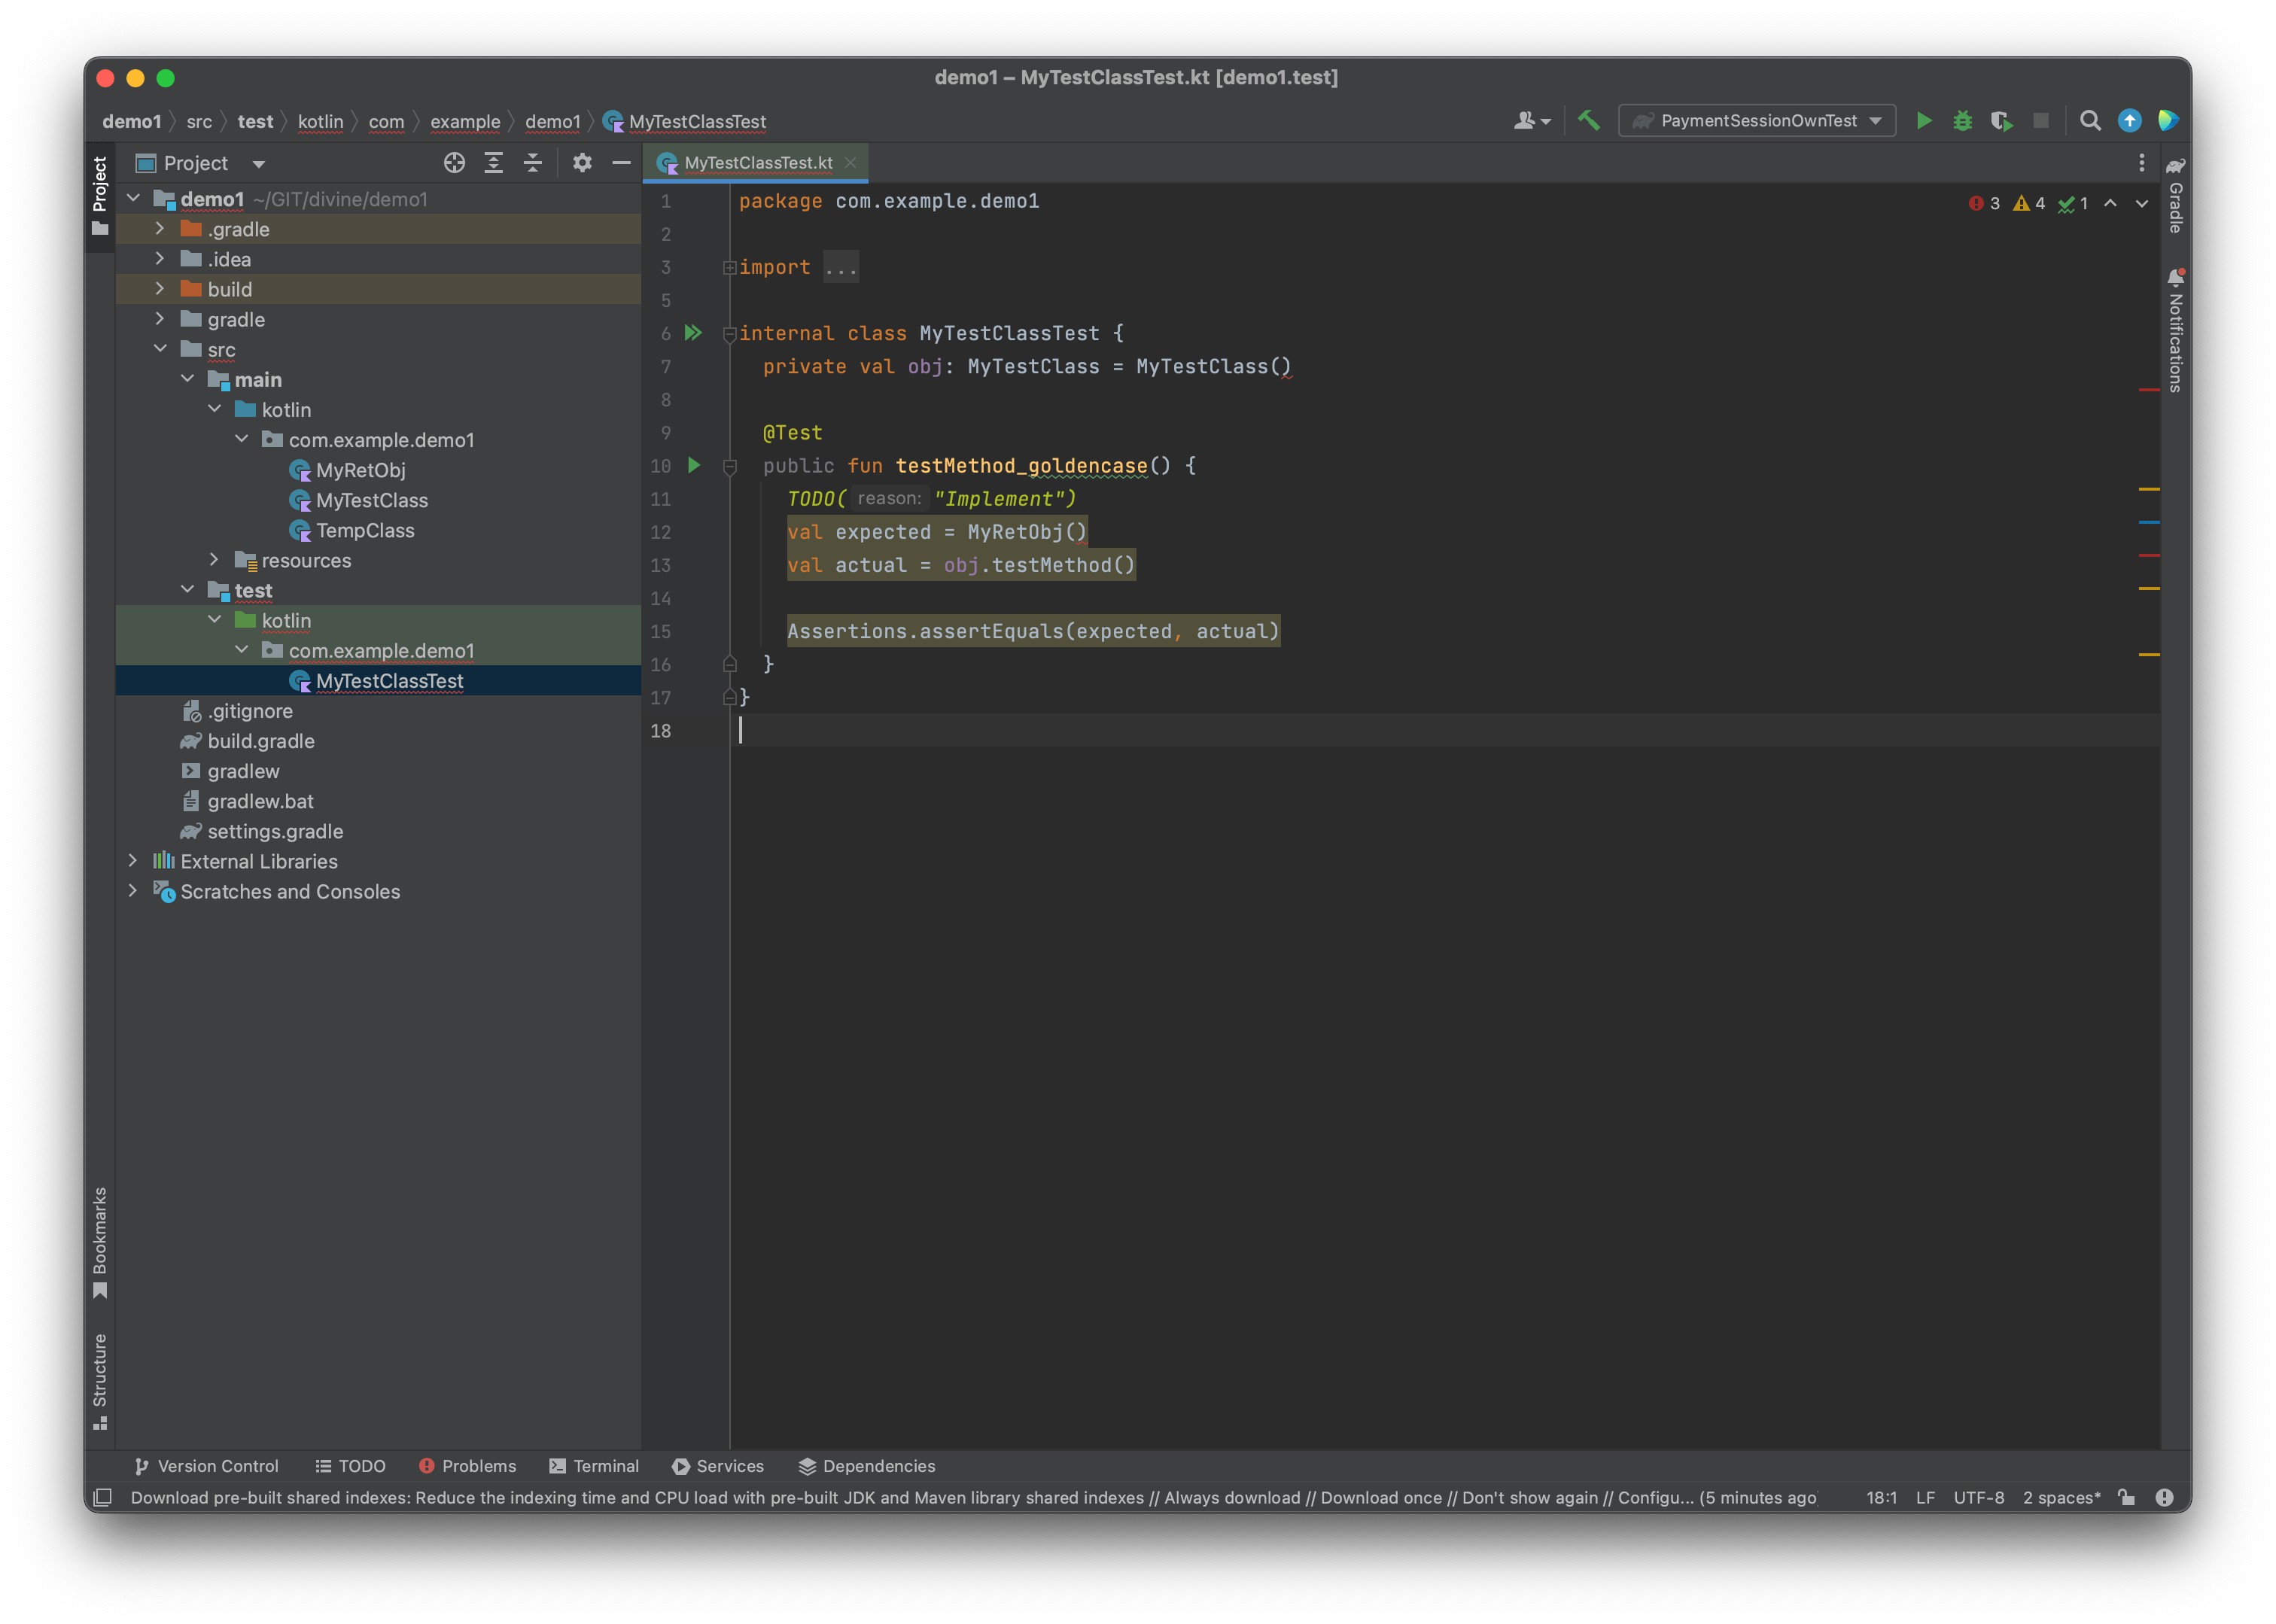 demo1 – MyTestClassTest.kt [demo1.test]
demo1 src test kotlin com example demo1 MyTestClassTest
PaymentSessionOwnTest
Project
Project
MyTestClassTest.kt
demo1 ~/GIT/divine/demo1
.gradle
.idea
build
gradle
src
main
kotlin
com.example.demo1
MyRetObj
MyTestClass
TempClass
resources
test
kotlin
com.example.demo1
MyTestClassTest
.gitignore
build.gradle
gradlew
gradlew.bat
settings.gradle
External Libraries
Scratches and Consoles
Bookmarks
Structure
1 package com.example.demo1
3 4 1
2
3 import ...
5
6 internal class MyTestClassTest {
7 private val obj: MyTestClass = MyTestClass()
8
9 @Test
10 public fun testMethod_goldencase() {
11 TODO( reason: "Implement")
12 val expected = MyRetObj()
13 val actual = obj.testMethod()
14
15 Assertions.assertEquals(expected, actual)
16 }
17 }
18
Gradle
Notifications
Version Control TODO Problems Terminal Services Dependencies
Download pre-built shared indexes: Reduce the indexing time and CPU load with pre-built JDK and Maven library shared indexes // Always download // Download once // Don't show again // Configu... (5 minutes ago 18:1 LF UTF-8 2 spaces*